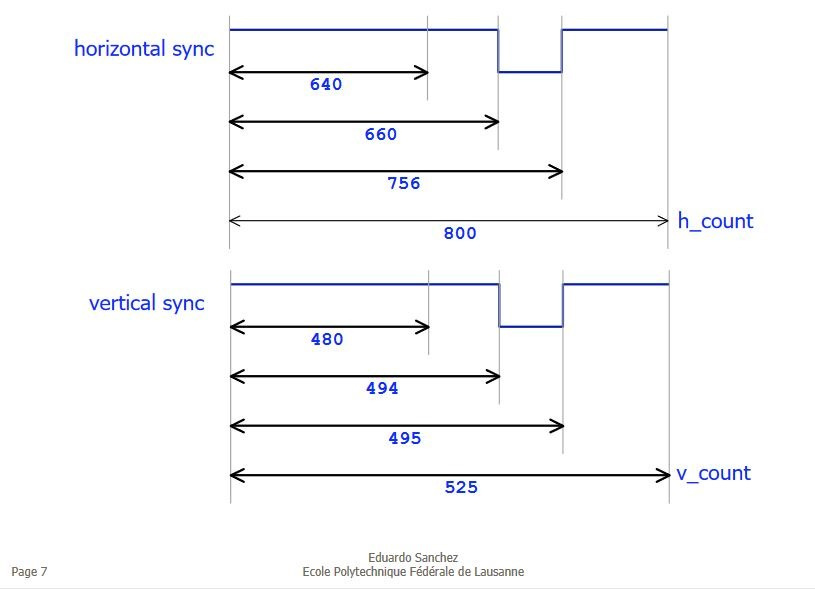 horizontal sync
640
660
756
800
h_count
vertical sync
480
494
495
525
v_count
Eduardo Sanchez
Page 7
Ecole Polytechnique Fédérale de Lausanne